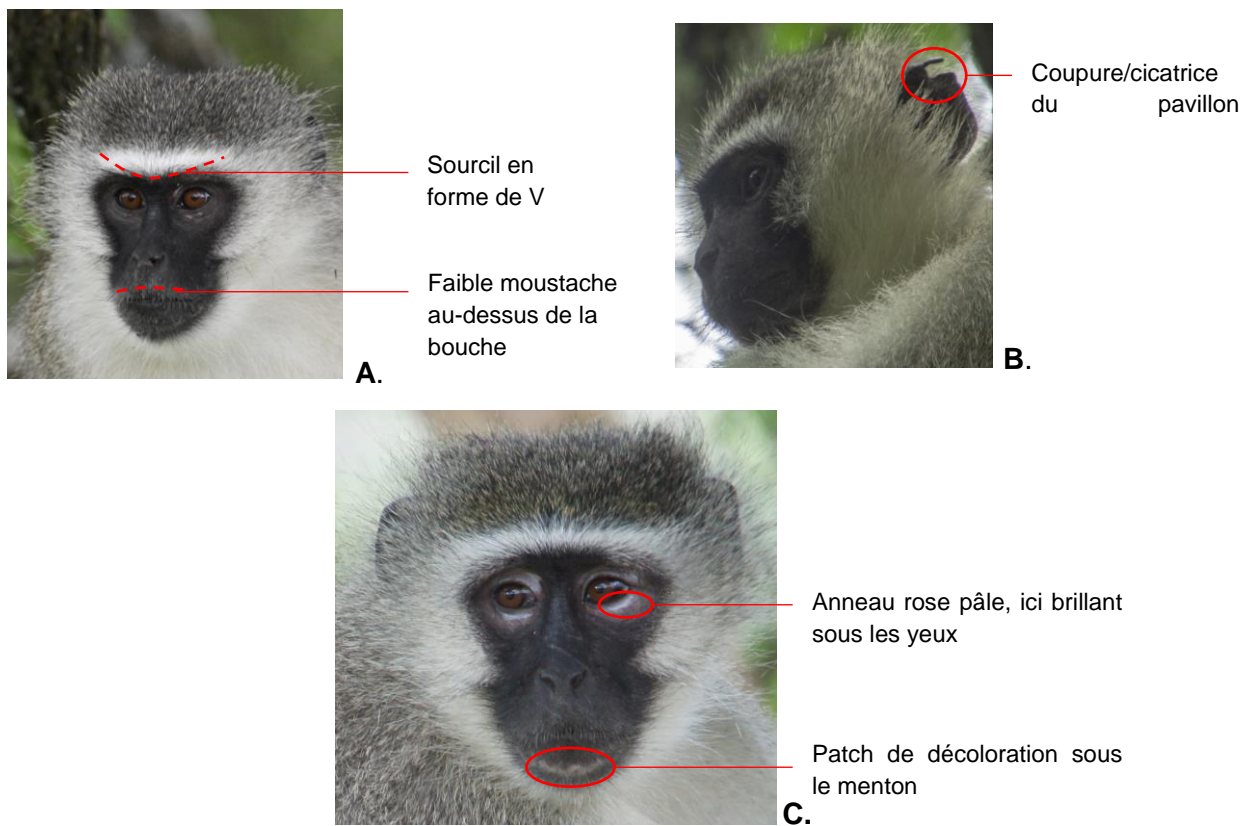 Sourcil en
forme de V
Faible moustache
au-dessus de la
bouche
A.
Coupure/cicatrice
du pavillon
B.
Anneau rose pâle, ici brillant
sous les yeux
Patch de décoloration sous
le menton
C.